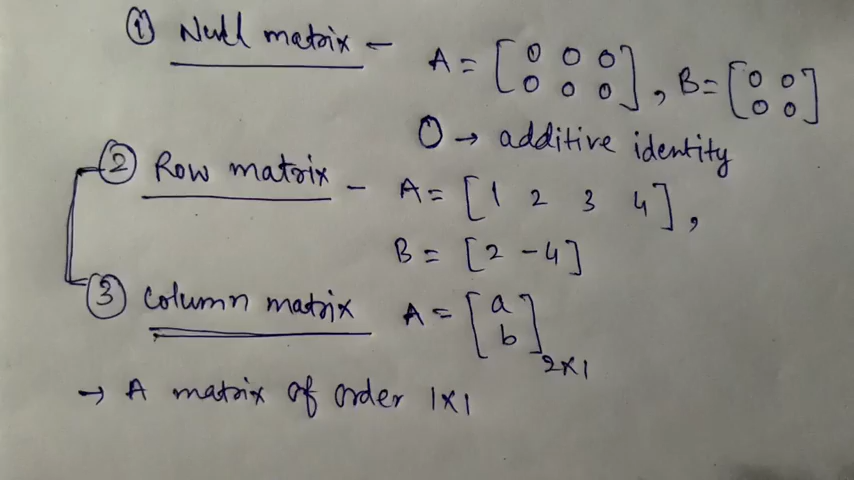 ① Null matrix - A = [0 0 0
0 0 0], B = [0 0
0 0]
O → additive identity
② Row matrix - A = [1 2 3 4],
B = [2 -4]
③ Column matrix A = [a
b]2×1
→ A matrix of order 1×1